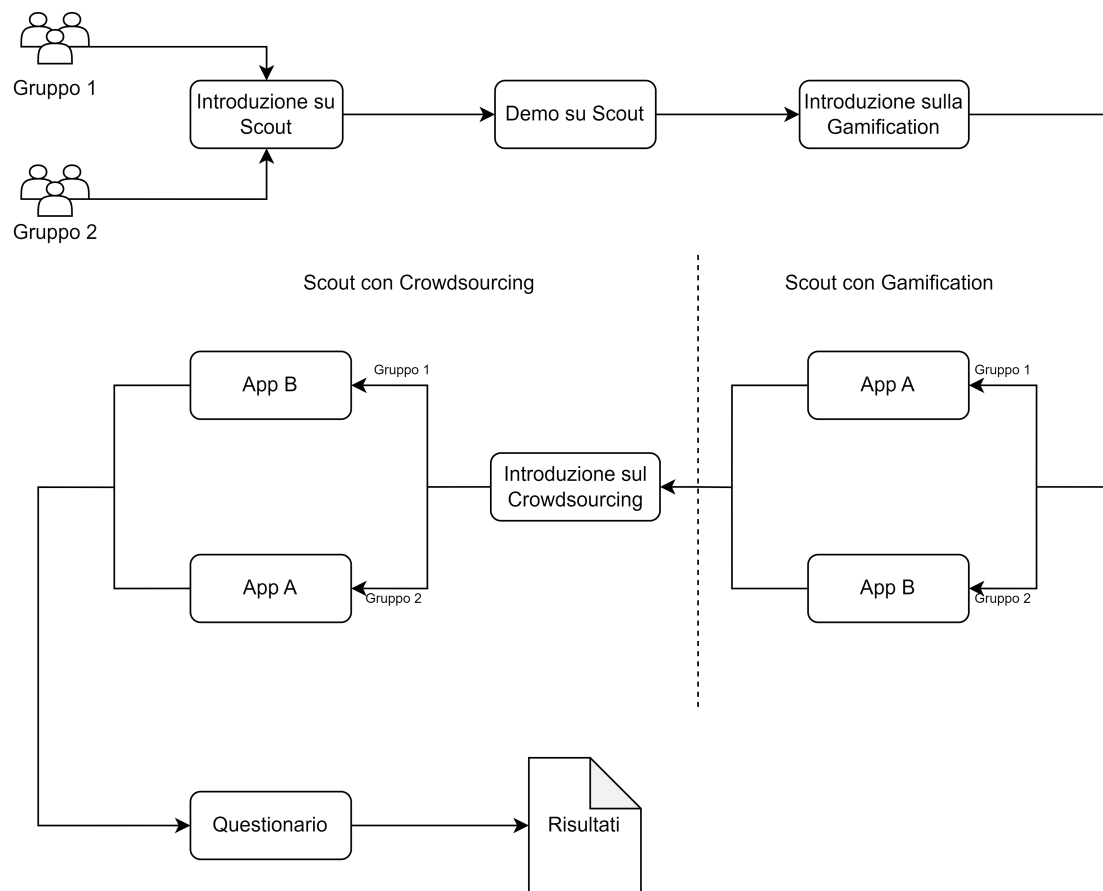 Gruppo 1
Introduzione su
Scout
Demo su Scout
Introduzione sulla
Gamification
Gruppo 2
Scout con Crowdsourcing
Scout con Gamification
App B
Gruppo 1
App A
Gruppo 1
Introduzione sul
Crowdsourcing
App A
Gruppo 2
App B
Gruppo 2
Questionario
Risultati